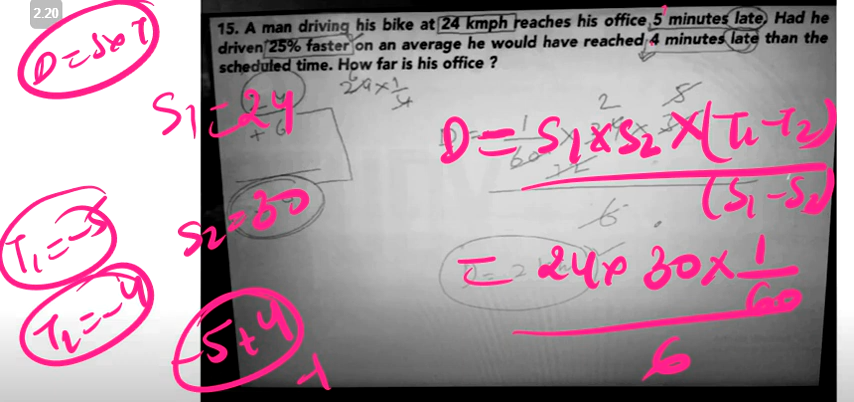 2.20
15. A man driving his bike at 24 kmph reaches his office 5 minutes late. Had he
driven 25% faster on an average he would have reached 4 minutes late than the
scheduled time. How far is his office ?
S1=24
+6
S2=30
T1=-5
T2=-4
-5+4
D=S1×S2×(T1-T2)
(S1-S2)
=24×30×1
60
6